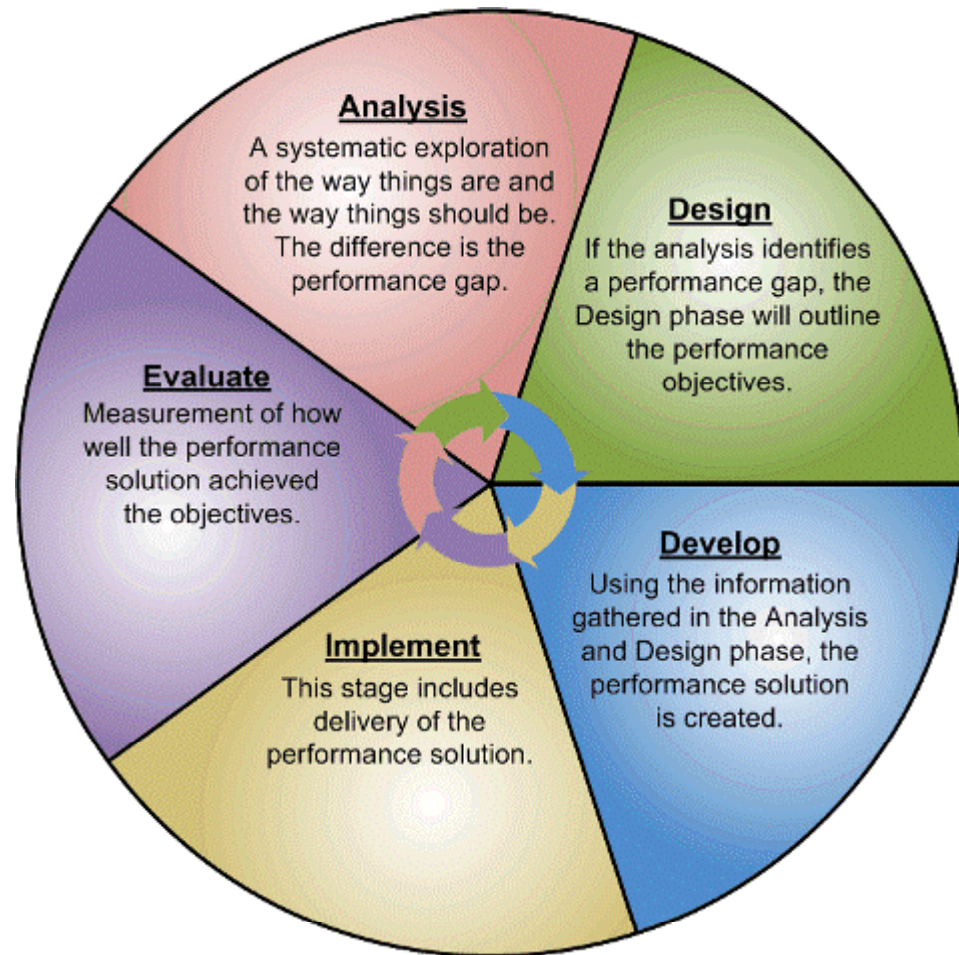 Analysis
A systematic exploration
of the way things are and
the way things should be.
The difference is the
performance gap.
Design
If the analysis identifies
a performance gap, the
Design phase will outline
the performance
objectives.
Develop
Using the information
gathered in the Analysis
and Design phase, the
performance solution
is created.
Implement
This stage includes
delivery of the
performance solution.
Evaluate
Measurement of how
well the performance
solution achieved
the objectives.